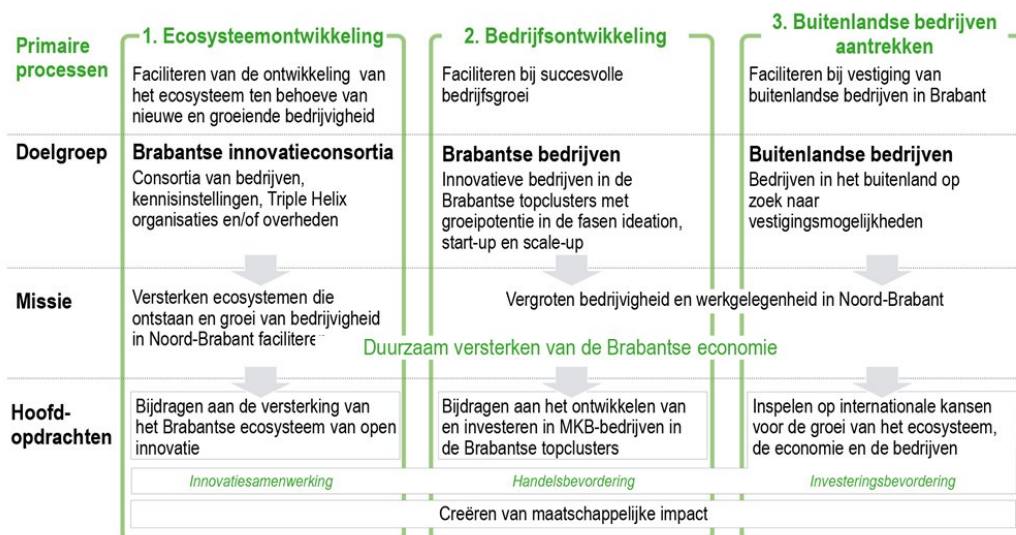 Primaire
processen
1. Ecosysteemontwikkeling
Faciliteren van de ontwikkeling van
het ecosysteem ten behoeve van
nieuwe en groeiende bedrijvigheid
2. Bedrijfsontwikkeling
Faciliteren bij succesvolle
bedrijfsgroei
3. Buitenlandse bedrijven
aantrekken
Faciliteren bij vestiging van
buitenlandse bedrijven in Brabant
Doelgroep
Brabantse innovatieconsortia
Consortia van bedrijven,
kennisinstellingen, Triple Helix
organisaties en/of overheden
Brabantse bedrijven
Innovatieve bedrijven in de
Brabantse topclusters met
groeipotentie in de fasen ideation,
start-up en scale-up
Buitenlandse bedrijven
Bedrijven in het buitenland op
zoek naar
vestigingsmogelijkheden
Missie
Versterken ecosystemen die
ontstaan en groei van bedrijvigheid
in Noord-Brabant
Vergroten bedrijvigheid en werkgelegenheid in Noord-Brabant
Duurzaam versterken van de Brabantse economie
Hoofd-
opdrachten
Bijdragen aan de versterking van
het Brabantse ecosysteem van open
innovatie
Bijdragen aan het ontwikkelen van
en investeren in MKB-bedrijven in
de Brabantse topclusters
Inspelen op internationale kansen
voor de groei van het ecosysteem,
de economie en de bedrijven
Innovatiesamenwerking
Handelsbevordering
Investeringsbevordering
Creëren van maatschappelijke impact